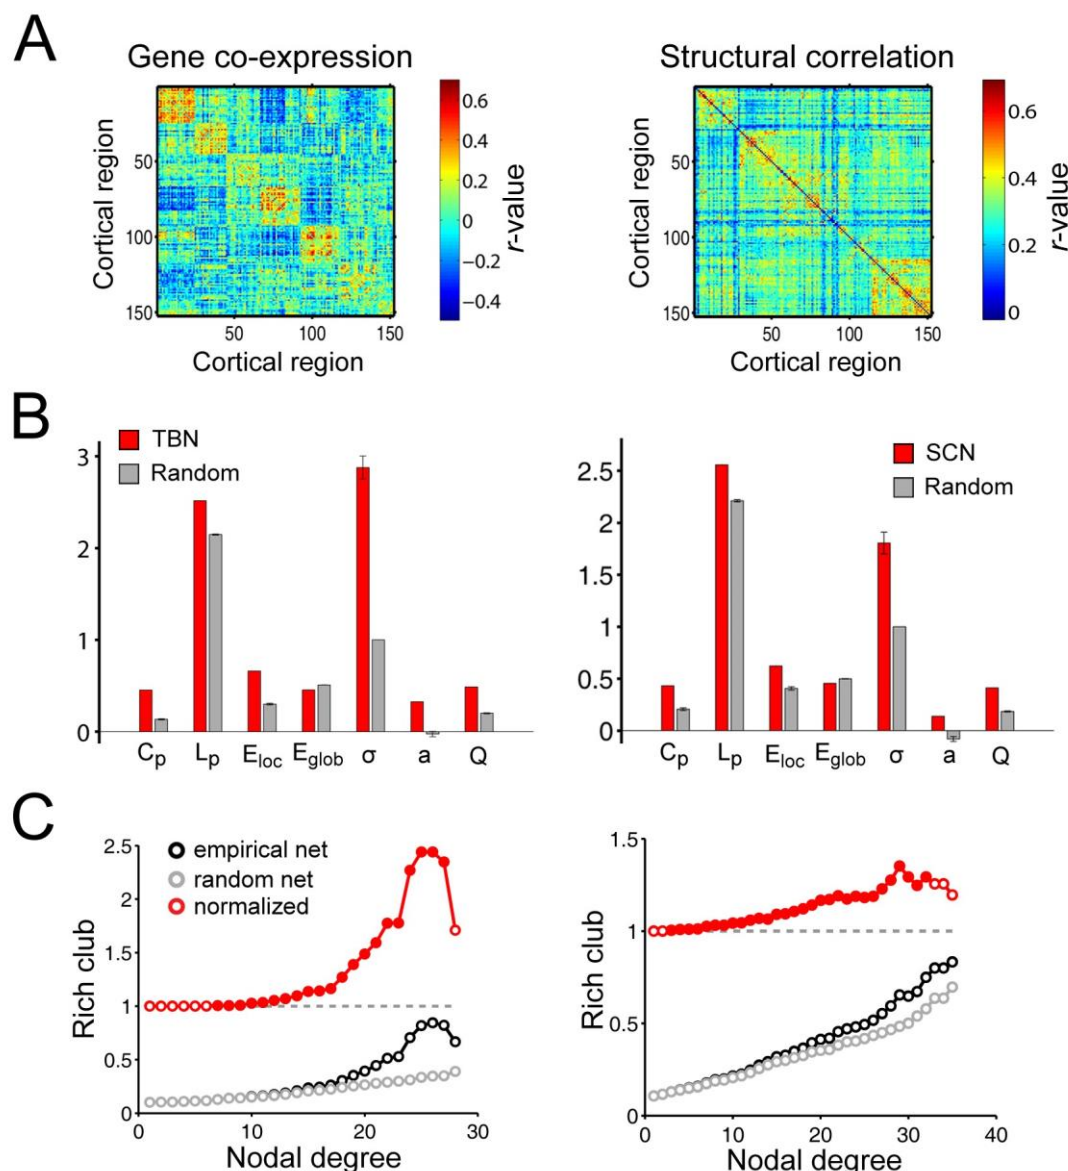 A
Gene co-expression
Structural correlation
Cortical region
50
100
150
50 100 150
Cortical region
0.6
0.4
0.2
0
−0.2
−0.4
r-value
Cortical region
50
100
150
50 100 150
Cortical region
0.6
0.4
0.2
0
r-value
B
TBN
Random
3
2
1
0
Cp Lp Eloc Eglob σ a Q
SCN
Random
2.5
2
1.5
1
0.5
0
Cp Lp Eloc Eglob σ a Q
C
empirical net
random net
normalized
Rich club
2.5
2
1.5
1
0.5
0
0 10 20 30
Nodal degree
Rich club
1.5
1
0.5
0
0 10 20 30 40
Nodal degree